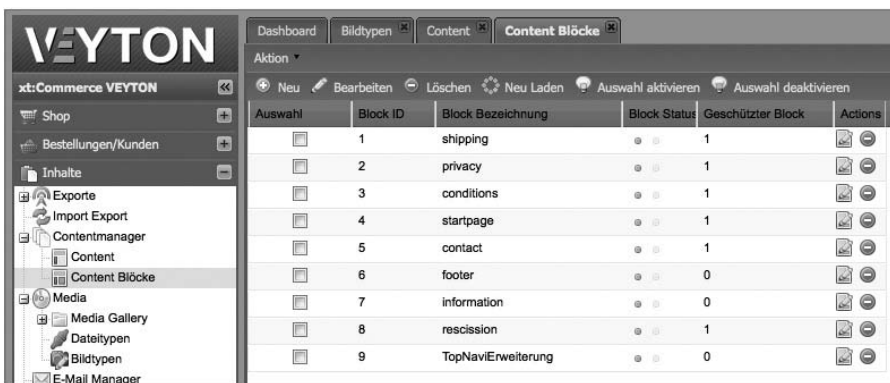 VEYTON
xt:Commerce VEYTON
Shop
Bestellungen/Kunden
Inhalte
Exporte
Import Export
Contentmanager
Content
Content Blöcke
Media
Media Gallery
Dateitypen
Bildtypen
E-Mail Manager
Dashboard Bildtypen Content Content Blöcke
Aktion
Neu Bearbeiten Löschen Neu Laden Auswahl aktivieren Auswahl deaktivieren
Auswahl Block ID Block Bezeichnung Block Status Geschützter Block Actions
1 shipping 1
2 privacy 1
3 conditions 1
4 startpage 1
5 contact 1
6 footer 0
7 information 0
8 rescission 1
9 TopNaviErweiterung 0